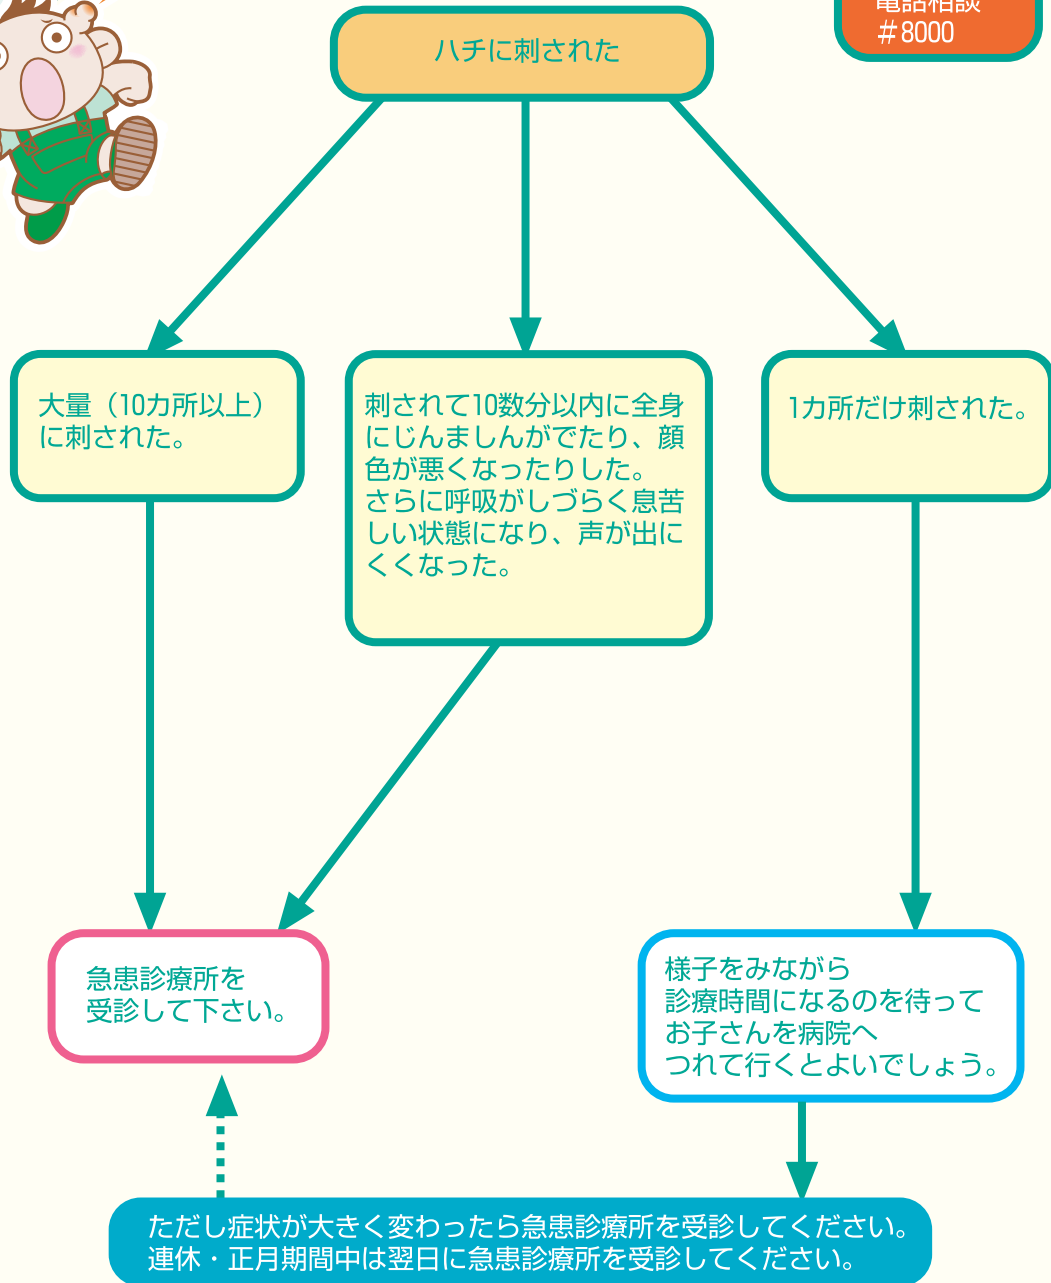 電話相談
＃8000
ハチに刺された
大量（10カ所以上）
に刺された。
刺されて10数分以内に全身
にじんましんがでたり、顔
色が悪くなったりした。
さらに呼吸がしづらく息苦
しい状態になり、声が出に
くくなった。
1カ所だけ刺された。
急患診療所を
受診して下さい。
様子をみながら
診療時間になるのを待って
お子さんを病院へ
つれて行くとよいでしょう。
ただし症状が大きく変わったら急患診療所を受診してください。
連休・正月期間中は翌日に急患診療所を受診してください。